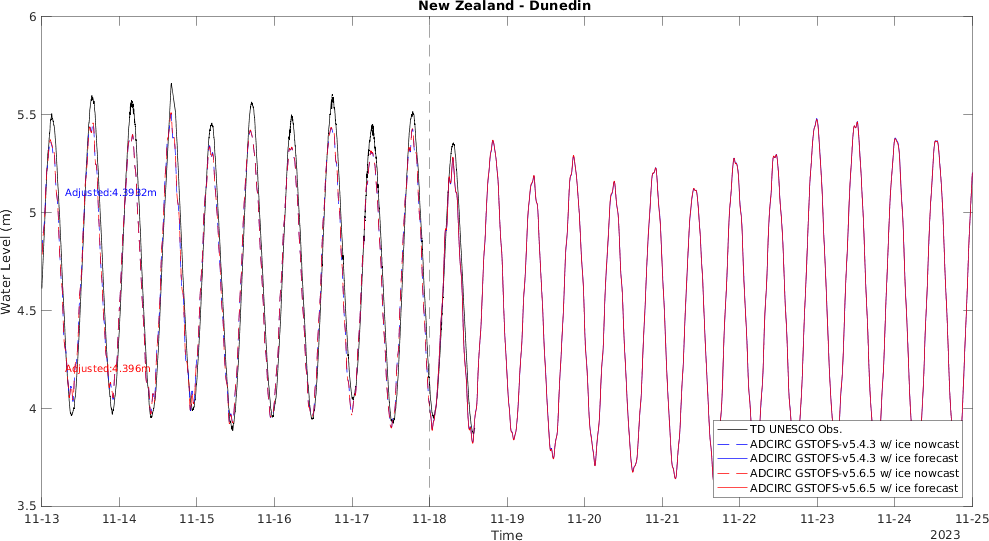 New Zealand - Dunedin
6
5.5
5
4.5
4
3.5
Water Level (m)
Adjusted:4.3932m
Adjusted:4.396m
TD UNESCO Obs.
ADCIRC GSTOFS-v5.4.3 w/ ice nowcast
ADCIRC GSTOFS-v5.4.3 w/ ice forecast
ADCIRC GSTOFS-v5.6.5 w/ ice nowcast
ADCIRC GSTOFS-v5.6.5 w/ ice forecast
11-13 11-14 11-15 11-16 11-17 11-18 11-19 11-20 11-21 11-22 11-23 11-24 11-25
Time
2023